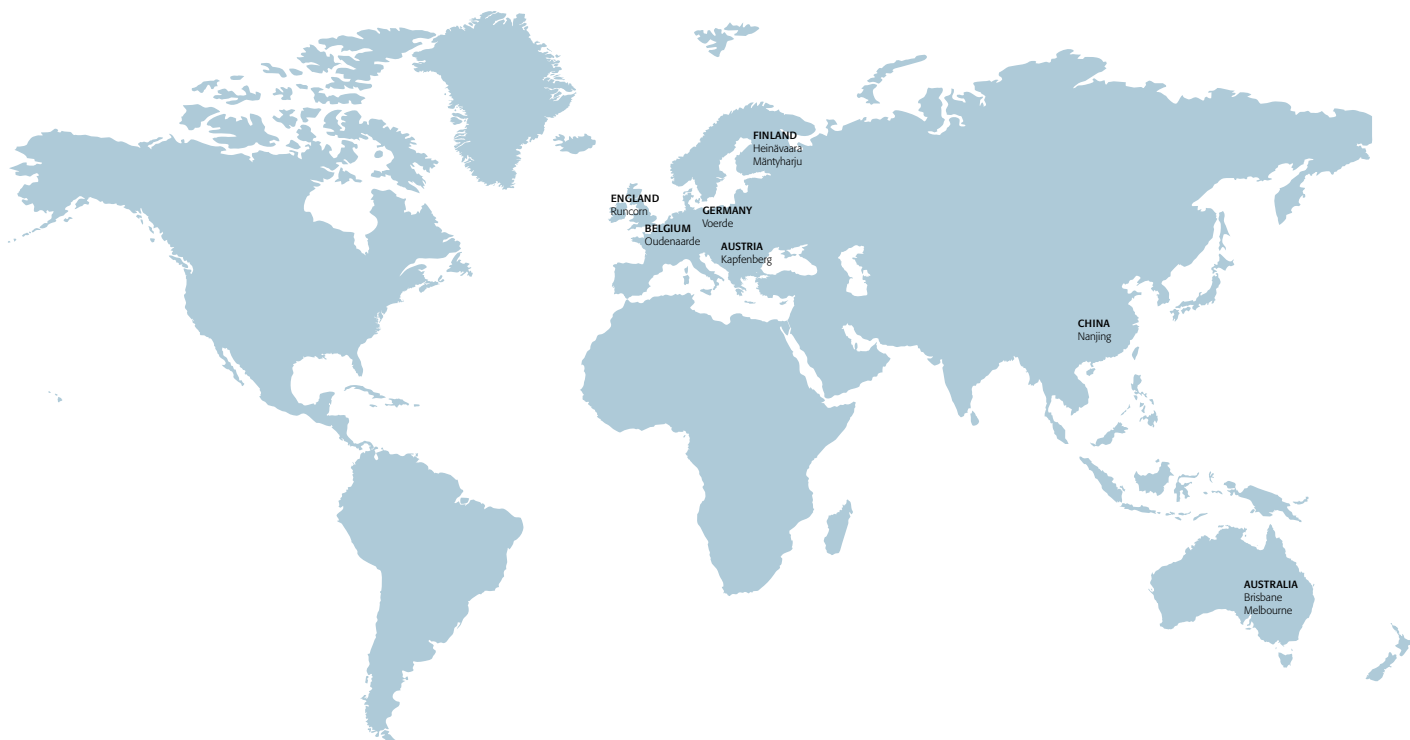 FINLAND
Heinävaara
Mäntyharju
ENGLAND
Runcorn
GERMANY
Voerde
BELGIUM
Oudenaarde
AUSTRIA
Kapfenberg
CHINA
Nanjing
AUSTRALIA
Brisbane
Melbourne